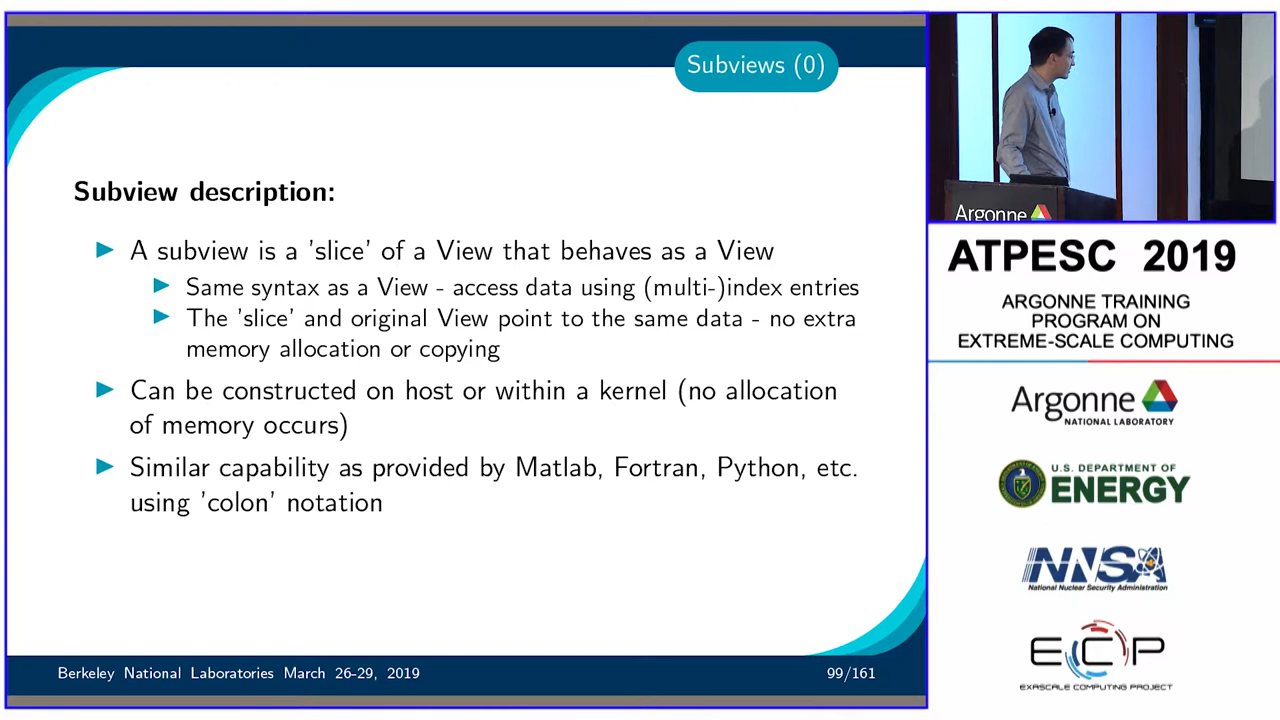 Subviews (0)
Subview description:
A subview is a 'slice' of a View that behaves as a View
Same syntax as a View - access data using (multi-)index entries
The 'slice' and original View point to the same data - no extra
memory allocation or copying
Can be constructed on host or within a kernel (no allocation
of memory occurs)
Similar capability as provided by Matlab, Fortran, Python, etc.
using 'colon' notation
Berkeley National Laboratories March 26-29, 2019
99/161
Argonne
ATPESC 2019
ARGONNE TRAINING
PROGRAM ON
EXTREME-SCALE COMPUTING
Argonne
NATIONAL LABORATORY
U.S. DEPARTMENT OF
ENERGY
NNSA
National Nuclear Security Administration
ECP
EXASCALE COMPUTING PROJECT